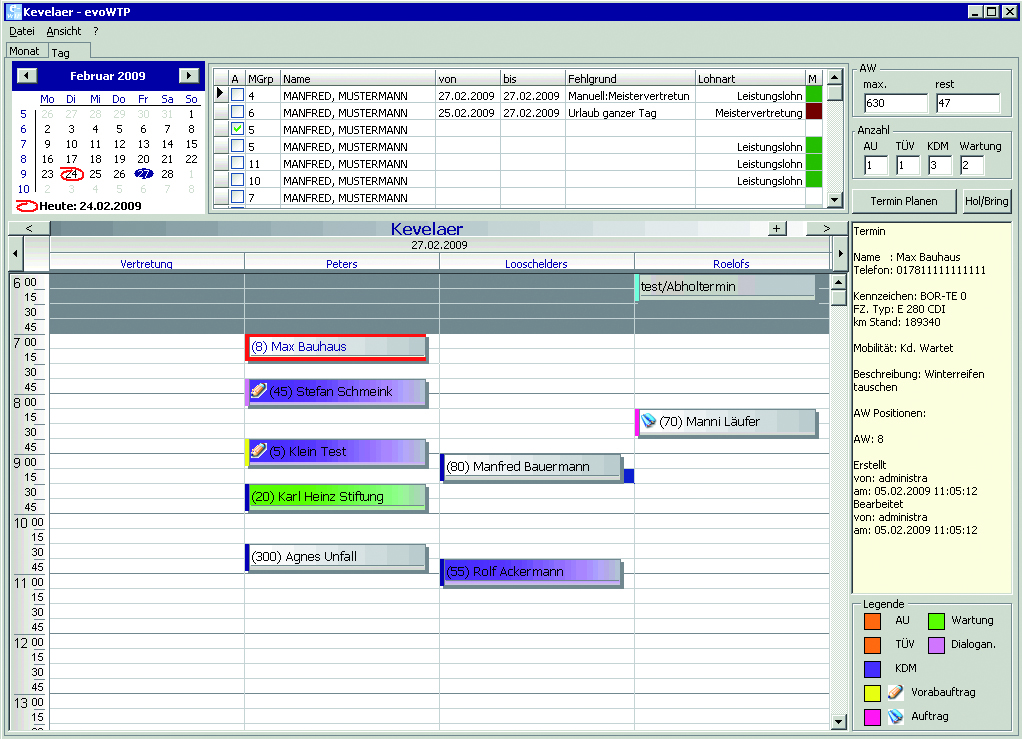 Kevelaer - evoWTP
Datei Ansicht ?
Monat Tag
Februar 2009
Mo Di Mi Do Fr Sa So
5 26 27 28 29 30 31 1
6 2 3 4 5 6 7 8
7 9 10 11 12 13 14 15
8 16 17 18 19 20 21 22
9 23 24 25 26 27 28 1
10 2 3 4 5 6 7 8
Heute: 24.02.2009
A MGrp Name von bis Fehlgrund Lohnart M
4 MANFRED, MUSTERMANN 27.02.2009 27.02.2009 Manuell:Meistervertretun Leistungslohn
6 MANFRED, MUSTERMANN 25.02.2009 27.02.2009 Urlaub ganzer Tag Meistervertretung
5 MANFRED, MUSTERMANN
5 MANFRED, MUSTERMANN Leistungslohn
11 MANFRED, MUSTERMANN Leistungslohn
10 MANFRED, MUSTERMANN Leistungslohn
7 MANFRED, MUSTERMANN
AW
max. rest
630 47
Anzahl
AU TÜV KDM Wartung
1 1 3 2
Termin Planen Hol/Bring
< Kevelaer + >
27.02.2009
Vertretung Peters Looschelders Roelofs
6 00
15
30
45
7 00
15
30
45
8 00
15
30
45
9 00
15
30
45
10 00
15
30
45
11 00
15
30
45
12 00
15
30
45
13 00
15
test/Abholtermin
(8) Max Bauhaus
(45) Stefan Schmeink
(70) Manni Läufer
(5) Klein Test
(80) Manfred Bauermann
(20) Karl Heinz Stiftung
(300) Agnes Unfall
(55) Rolf Ackermann
Termin
Name : Max Bauhaus
Telefon: 017811111111111
Kennzeichen: BOR-TE 0
FZ. Typ: E 280 CDI
km Stand: 189340
Mobilität: Kd. Wartet
Beschreibung: Winterreifen
tauschen
AW Positionen:
AW: 8
Erstellt
von: administra
am: 05.02.2009 11:05:12
Bearbeitet
von: administra
am: 05.02.2009 11:05:12
Legende
AU Wartung
TÜV Dialogan.
KDM
Vorabauftrag
Auftrag